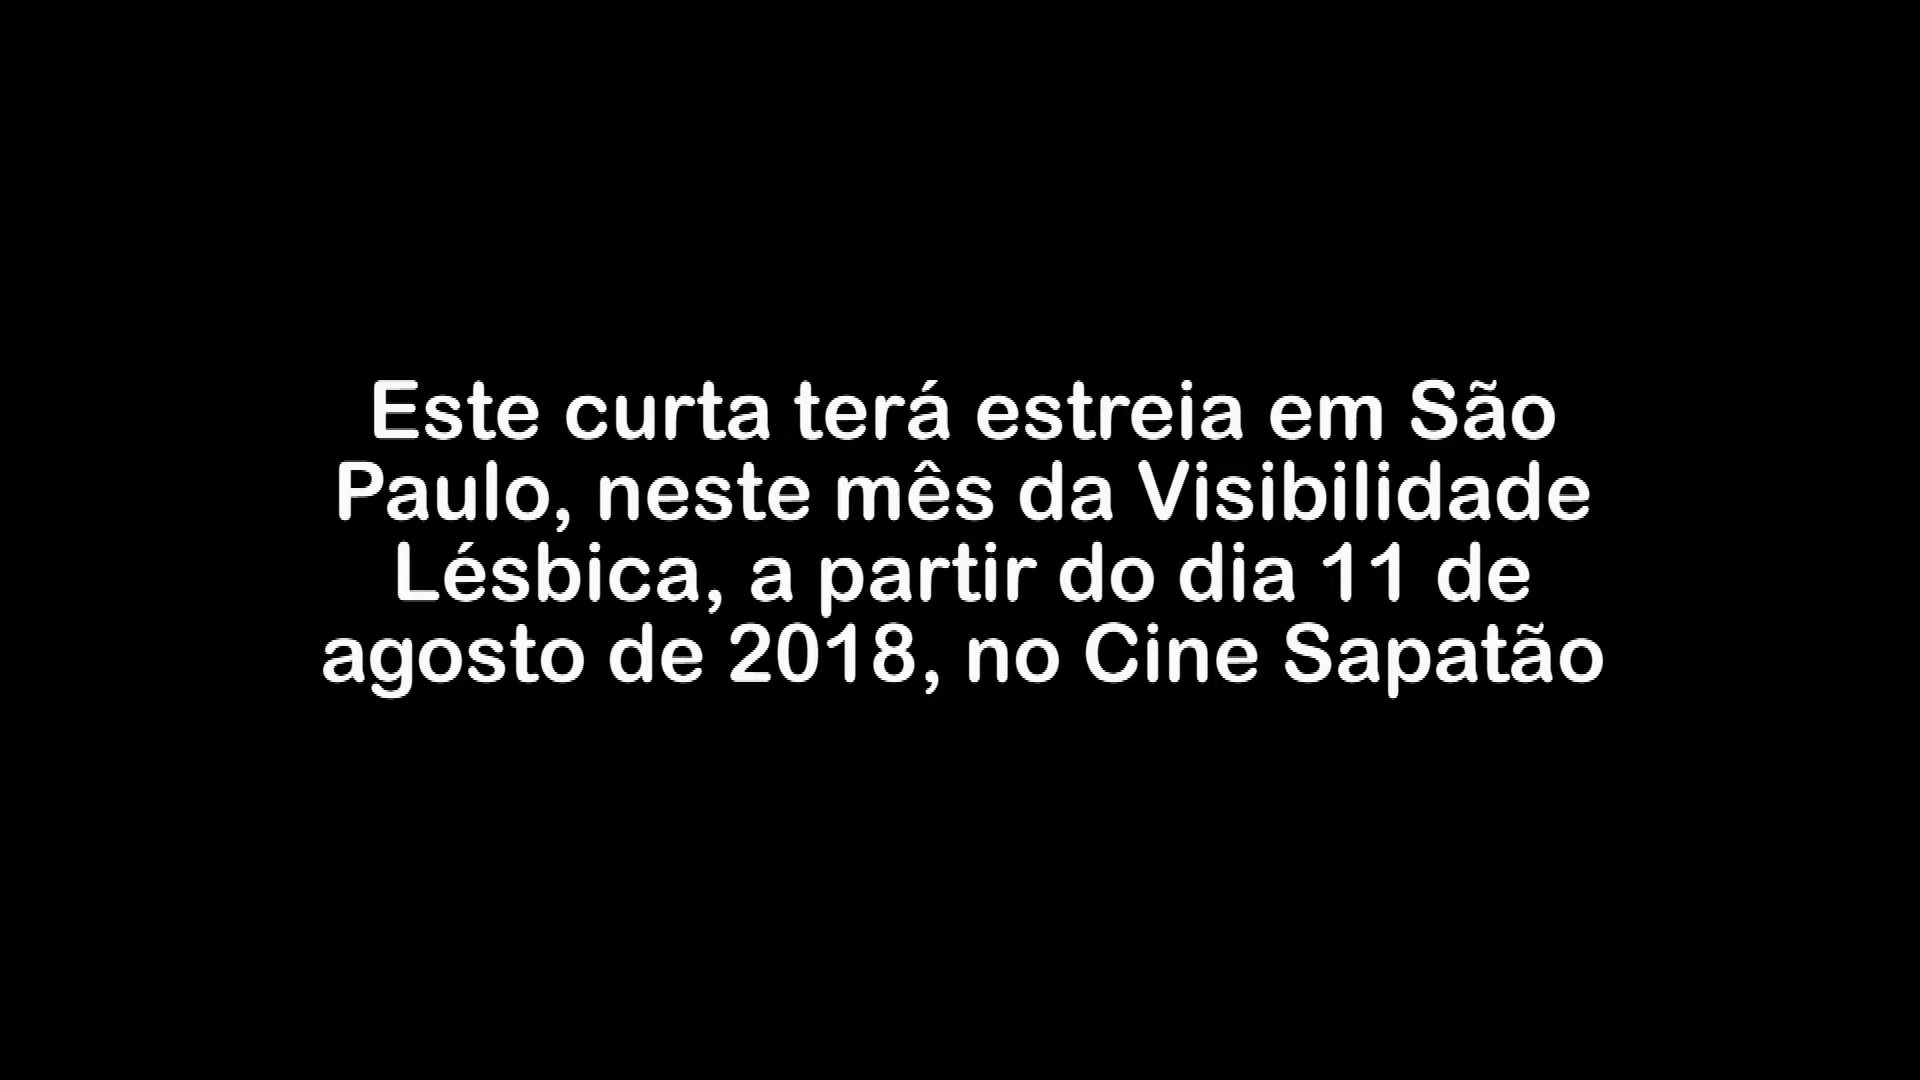 Este curta terá estreia em São
Paulo, neste mês da Visibilidade
Lésbica, a partir do dia 11 de
agosto de 2018, no Cine Sapatão